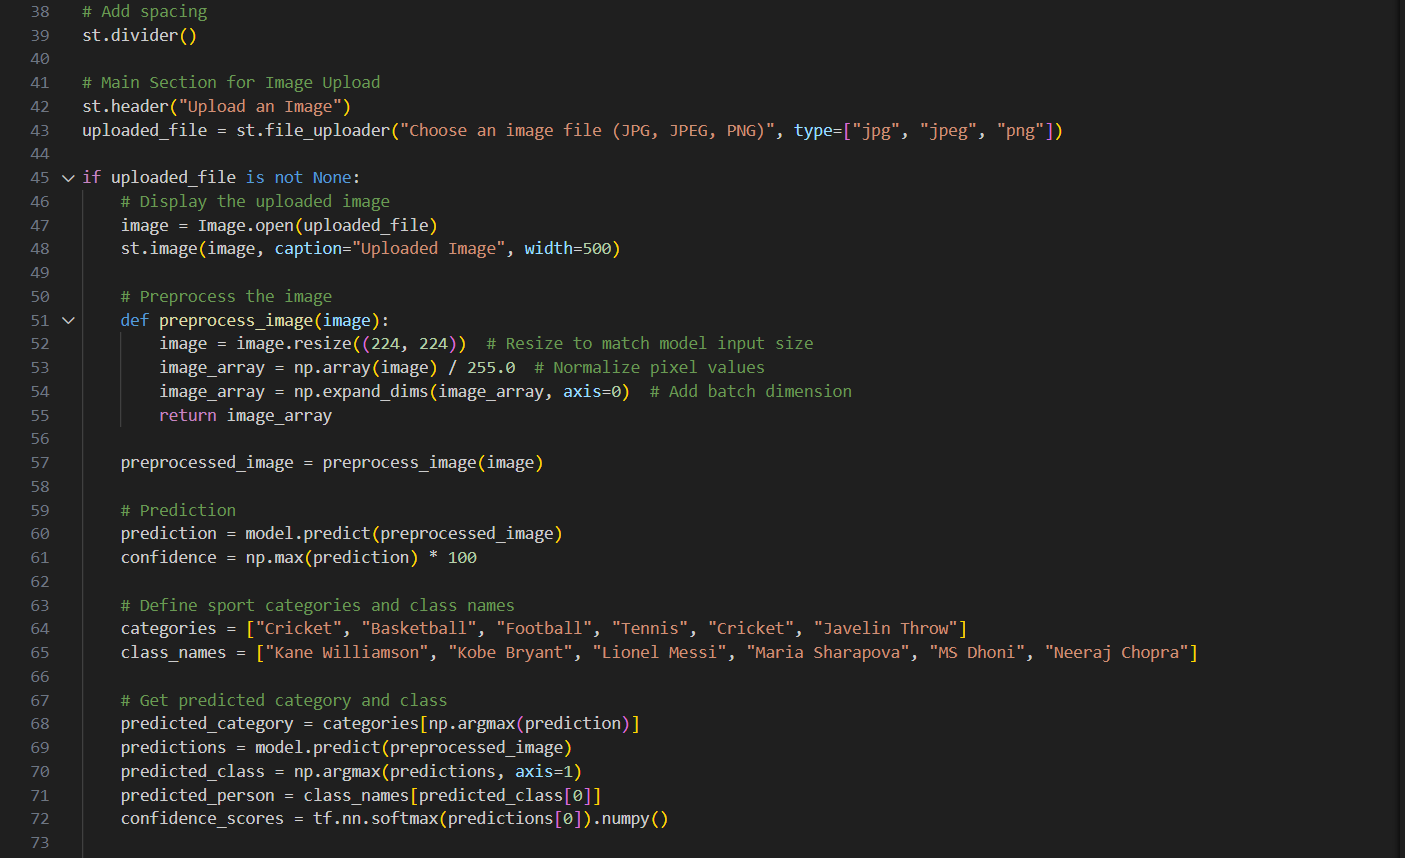 38 # Add spacing
39 st.divider()
40
41 # Main Section for Image Upload
42 st.header("Upload an Image")
43 uploaded_file = st.file_uploader("Choose an image file (JPG, JPEG, PNG)", type=["jpg", "jpeg", "png"])
44
45 if uploaded_file is not None:
46     # Display the uploaded image
47     image = Image.open(uploaded_file)
48     st.image(image, caption="Uploaded Image", width=500)
49
50     # Preprocess the image
51     def preprocess_image(image):
52         image = image.resize((224, 224))  # Resize to match model input size
53         image_array = np.array(image) / 255.0  # Normalize pixel values
54         image_array = np.expand_dims(image_array, axis=0)  # Add batch dimension
55         return image_array
56
57     preprocessed_image = preprocess_image(image)
58
59     # Prediction
60     prediction = model.predict(preprocessed_image)
61     confidence = np.max(prediction) * 100
62
63     # Define sport categories and class names
64     categories = ["Cricket", "Basketball", "Football", "Tennis", "Cricket", "Javelin Throw"]
65     class_names = ["Kane Williamson", "Kobe Bryant", "Lionel Messi", "Maria Sharapova", "MS Dhoni", "Neeraj Chopra"]
66
67     # Get predicted category and class
68     predicted_category = categories[np.argmax(prediction)]
69     predictions = model.predict(preprocessed_image)
70     predicted_class = np.argmax(predictions, axis=1)
71     predicted_person = class_names[predicted_class[0]]
72     confidence_scores = tf.nn.softmax(predictions[0]).numpy()
73